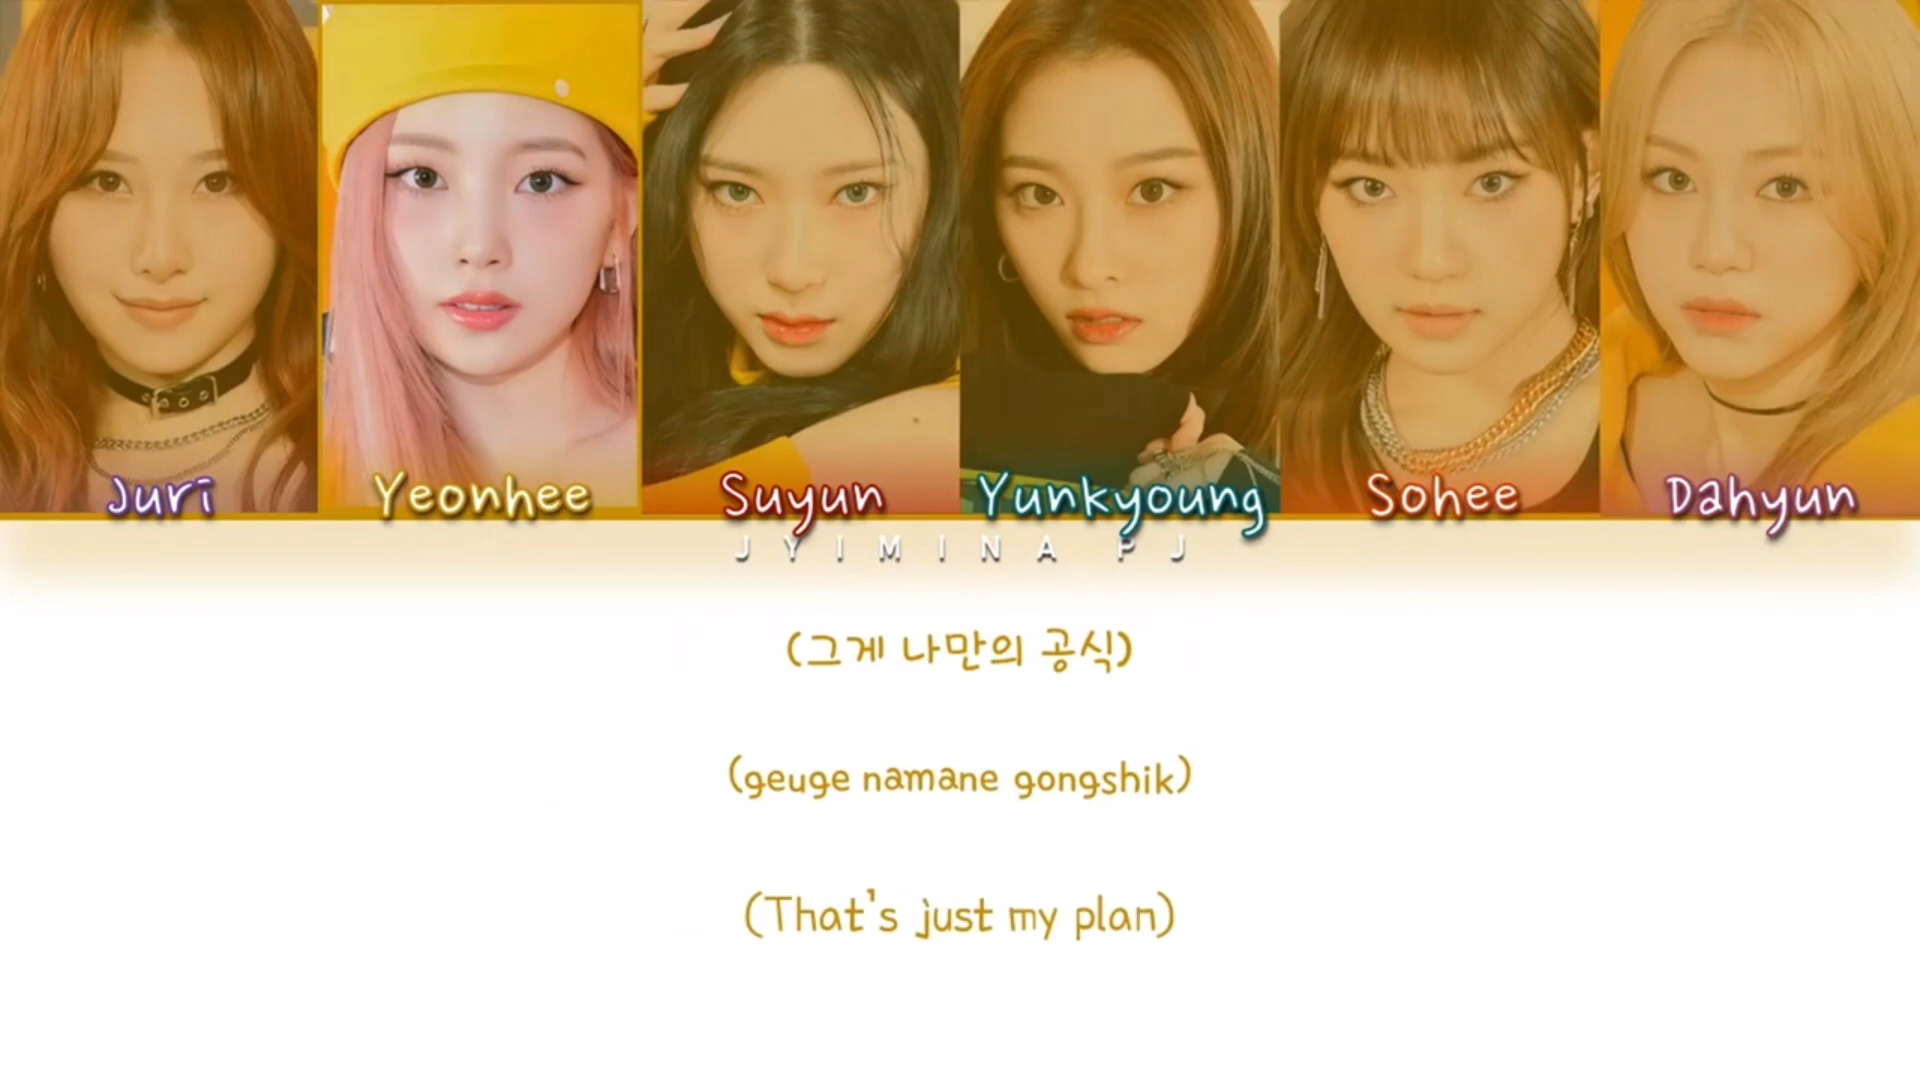 Juri Yeonhee Suyun Yunkyoung Sohee Dahyun
JYIMINA PJ
(그게 나만의 공식)
(geuge namane gongshik)
(That's just my plan)